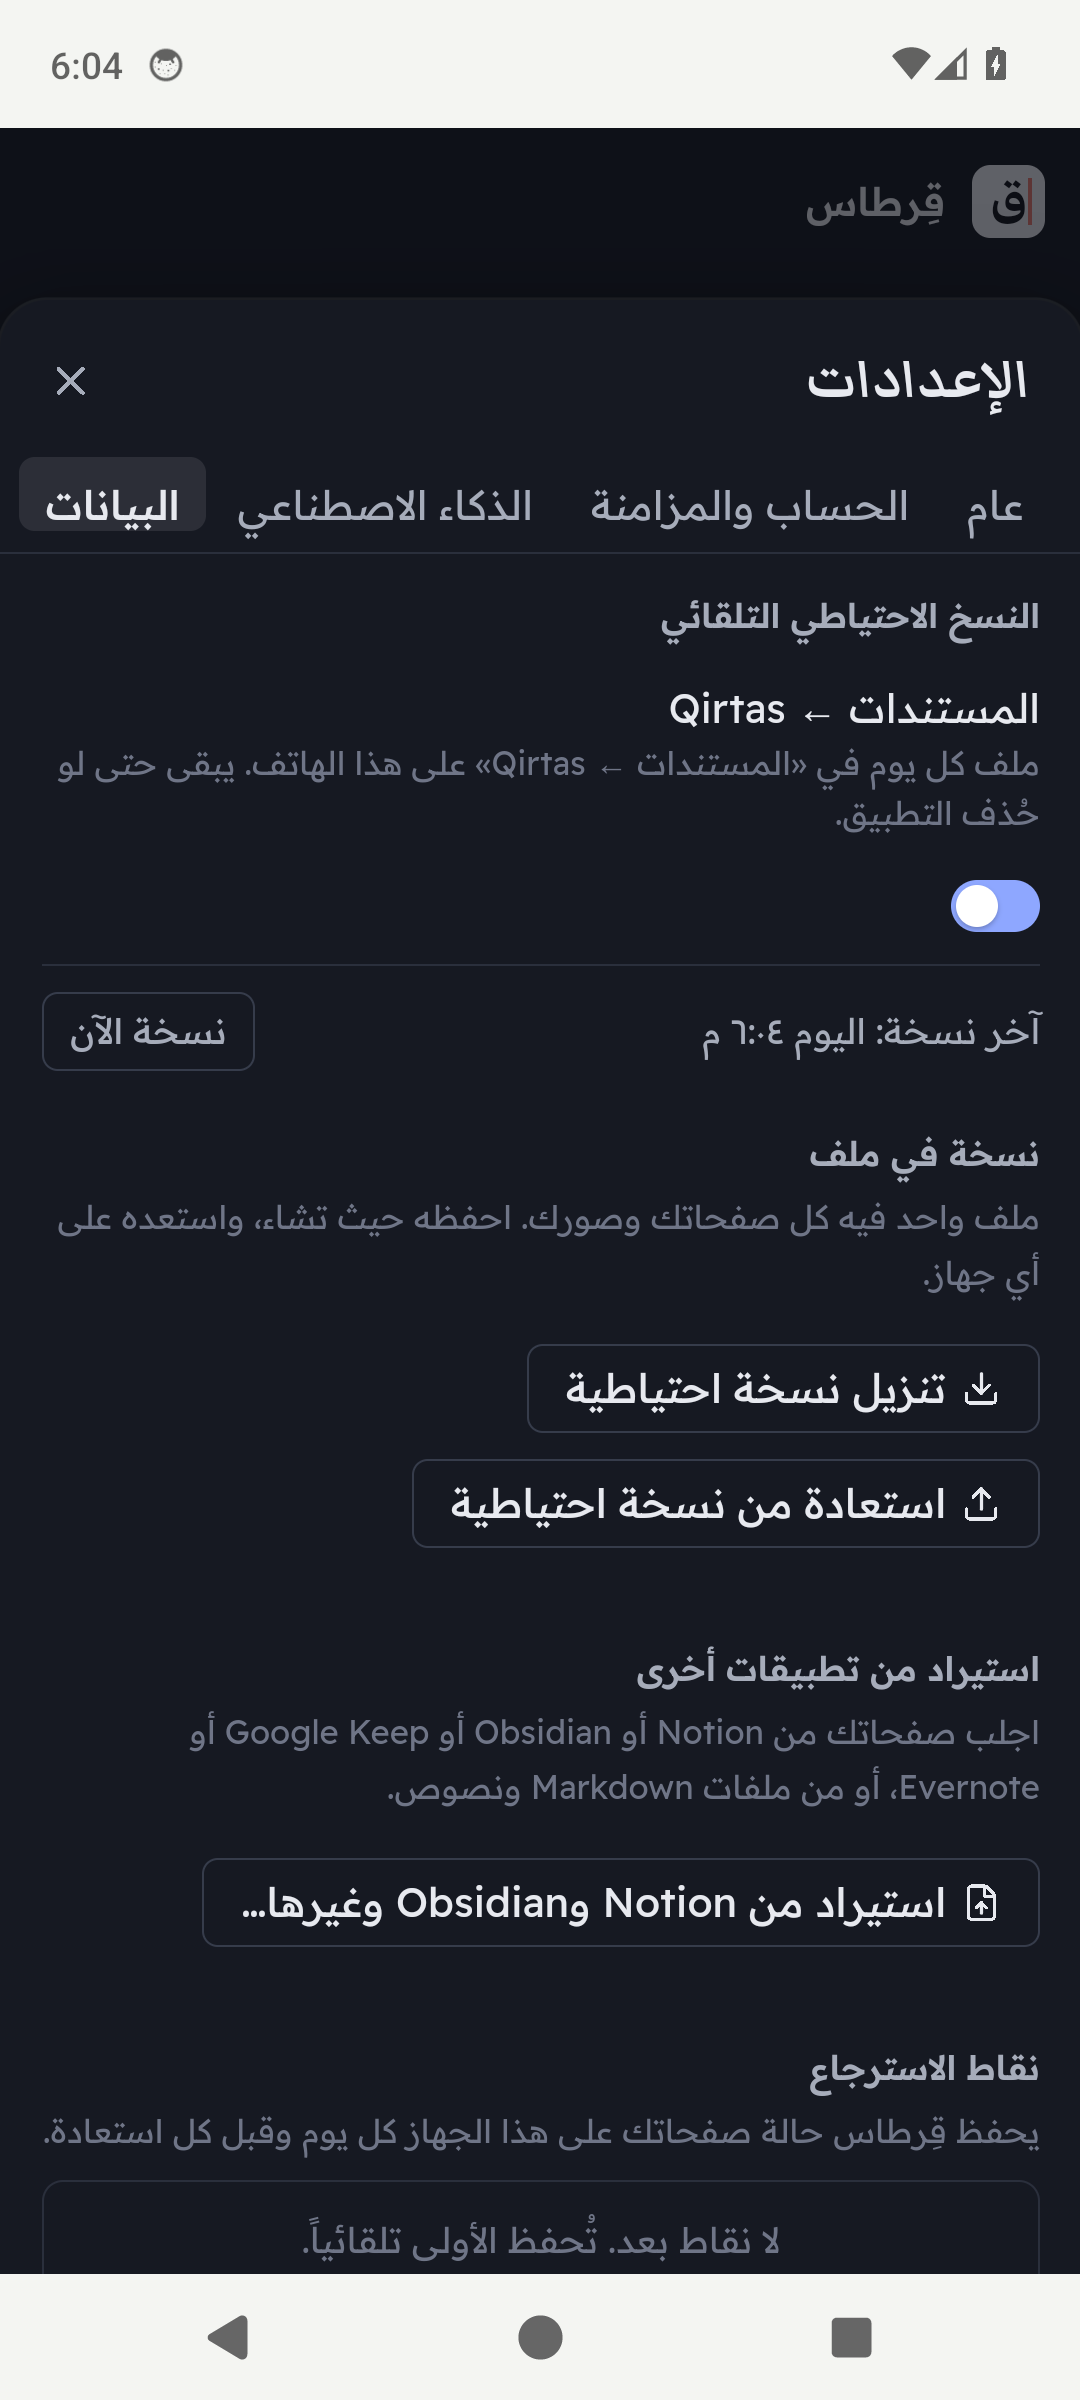 6:04
ق قِرطاس
الإعدادات
عام الحساب والمزامنة الذكاء الاصطناعي البيانات
النسخ الاحتياطي التلقائي
المستندات ← Qirtas
ملف كل يوم في «المستندات ← Qirtas» على هذا الهاتف. يبقى حتى لو
حُذف التطبيق.
آخر نسخة: اليوم ٦:٠٤ م نسخة الآن
نسخة في ملف
ملف واحد فيه كل صفحاتك وصورك. احفظه حيث تشاء، واستعده على
أي جهاز.
تنزيل نسخة احتياطية
استعادة من نسخة احتياطية
استيراد من تطبيقات أخرى
اجلب صفحاتك من Notion أو Obsidian أو Google Keep أو
Evernote، أو من ملفات Markdown ونصوص.
استيراد من Notion وObsidian وغيرها...
نقاط الاسترجاع
يحفظ قِرطاس حالة صفحاتك على هذا الجهاز كل يوم وقبل كل استعادة.
لا نقاط بعد. تُحفظ الأولى تلقائياً.